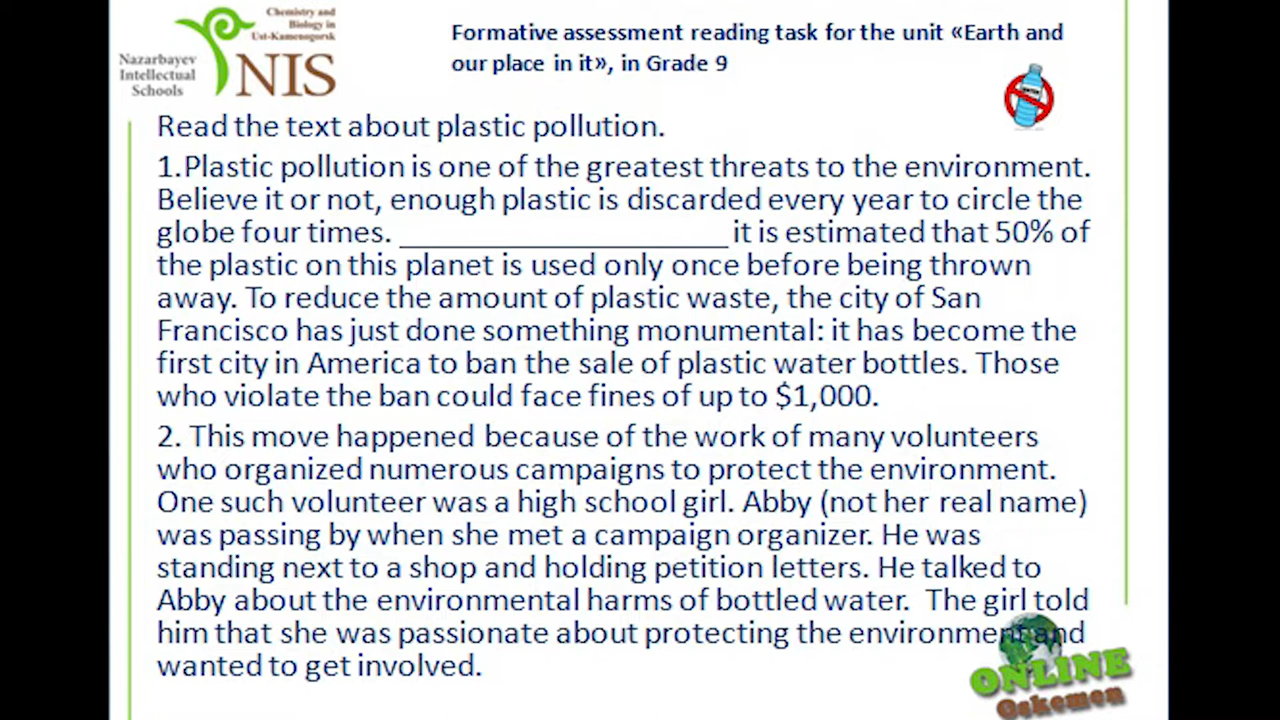 Chemistry and
Biology in
Ust-Kamenogorsk
Nazarbayev
Intellectual
Schools
NIS
Formative assessment reading task for the unit «Earth and
our place in it», in Grade 9
Read the text about plastic pollution.
1.Plastic pollution is one of the greatest threats to the environment.
Believe it or not, enough plastic is discarded every year to circle the
globe four times. ______________________ it is estimated that 50% of
the plastic on this planet is used only once before being thrown
away. To reduce the amount of plastic waste, the city of San
Francisco has just done something monumental: it has become the
first city in America to ban the sale of plastic water bottles. Those
who violate the ban could face fines of up to $1,000.
2. This move happened because of the work of many volunteers
who organized numerous campaigns to protect the environment.
One such volunteer was a high school girl. Abby (not her real name)
was passing by when she met a campaign organizer. He was
standing next to a shop and holding petition letters. He talked to
Abby about the environmental harms of bottled water.  The girl told
him that she was passionate about protecting the environment and
wanted to get involved.
ONLINE
Oskemen